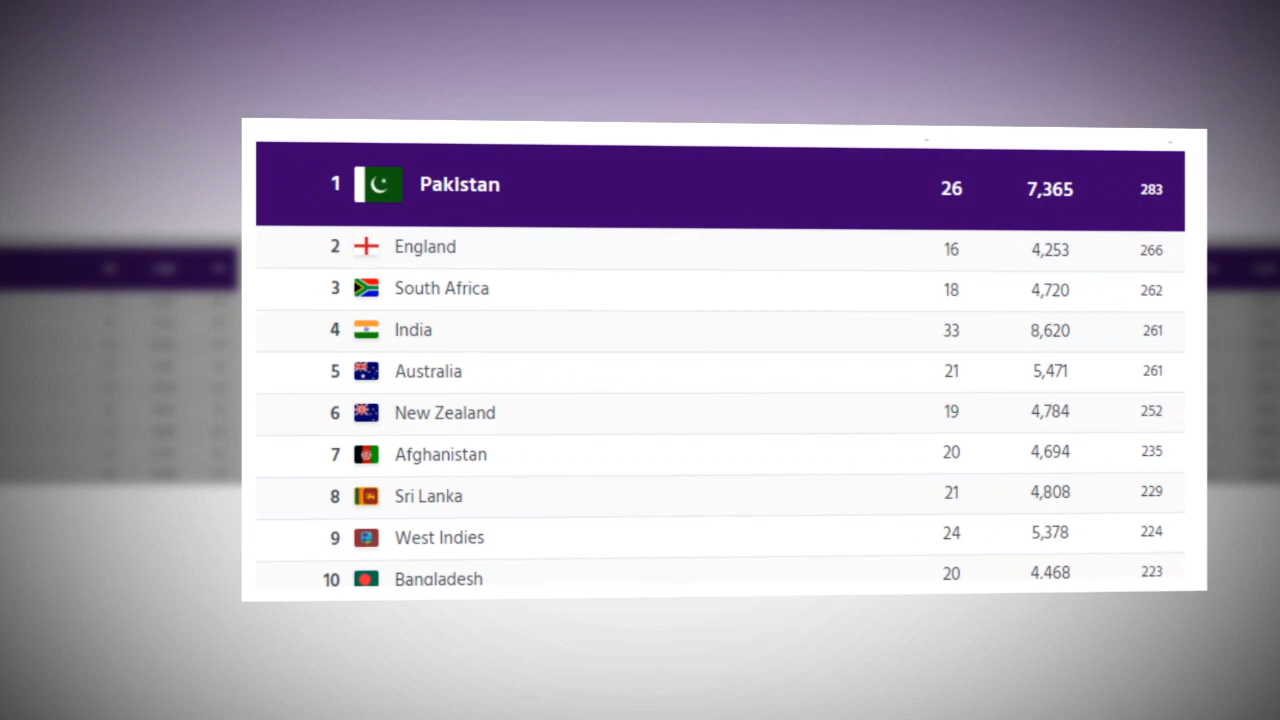 1 Pakistan 26 7,365 283
2 England 16 4,253 266
3 South Africa 18 4,720 262
4 India 33 8,620 261
5 Australia 21 5,471 261
6 New Zealand 19 4,784 252
7 Afghanistan 20 4,694 235
8 Sri Lanka 21 4,808 229
9 West Indies 24 5,378 224
10 Bangladesh 20 4,468 223